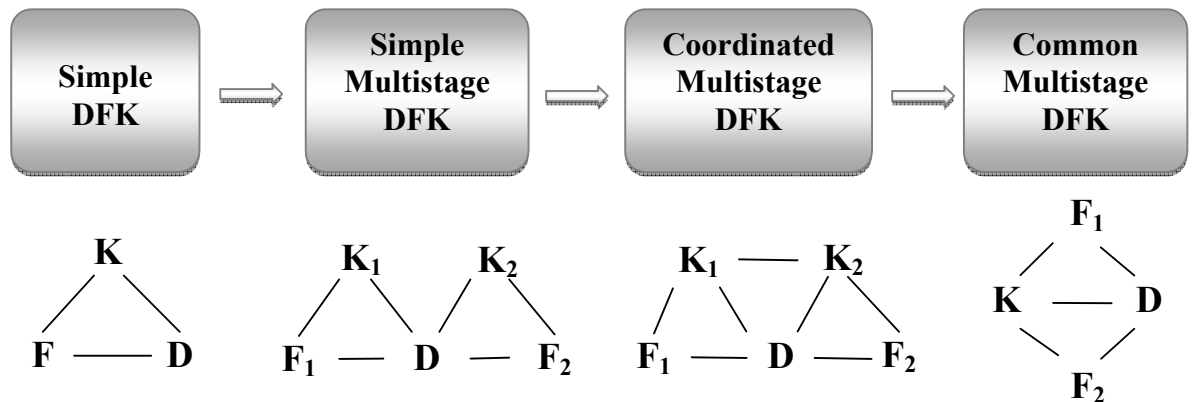 Simple
DFK
Simple
Multistage
DFK
Coordinated
Multistage
DFK
Common
Multistage
DFK
K
F D
K₁ K₂
F₁ D F₂
K₁ K₂
F₁ D F₂
F₁
K D
F₂